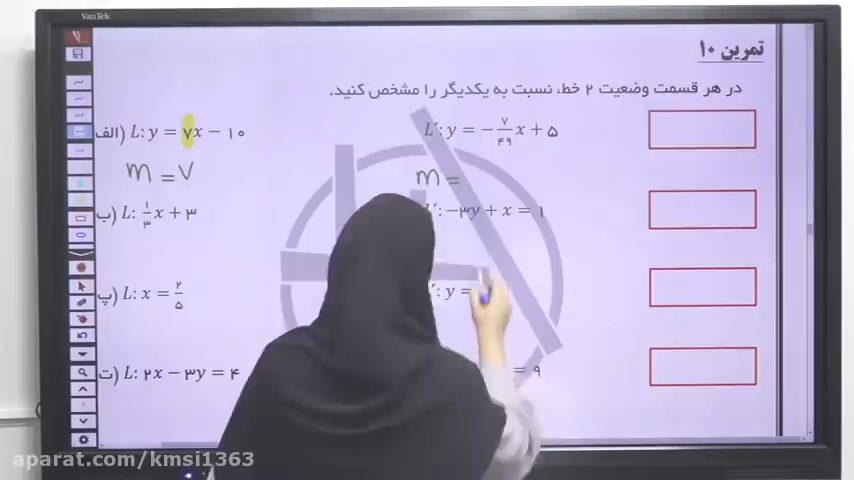 VanTek
تمرین ۱۰
در هر قسمت وضعیت ۲ خط، نسبت به یکدیگر را مشخص کنید.
الف) L: y = ۷x − ۱۰
L′: y = −۷/۴۹ x + ۵
m = ۷
m =
ب) L: ۱/۳ x + ۳
L′: −۳y + x = ۱
پ) L: x = ۲/۵
′: y =
ت) L: ۲x − ۳y = ۴
= ۹
aparat.com/kmsi1363